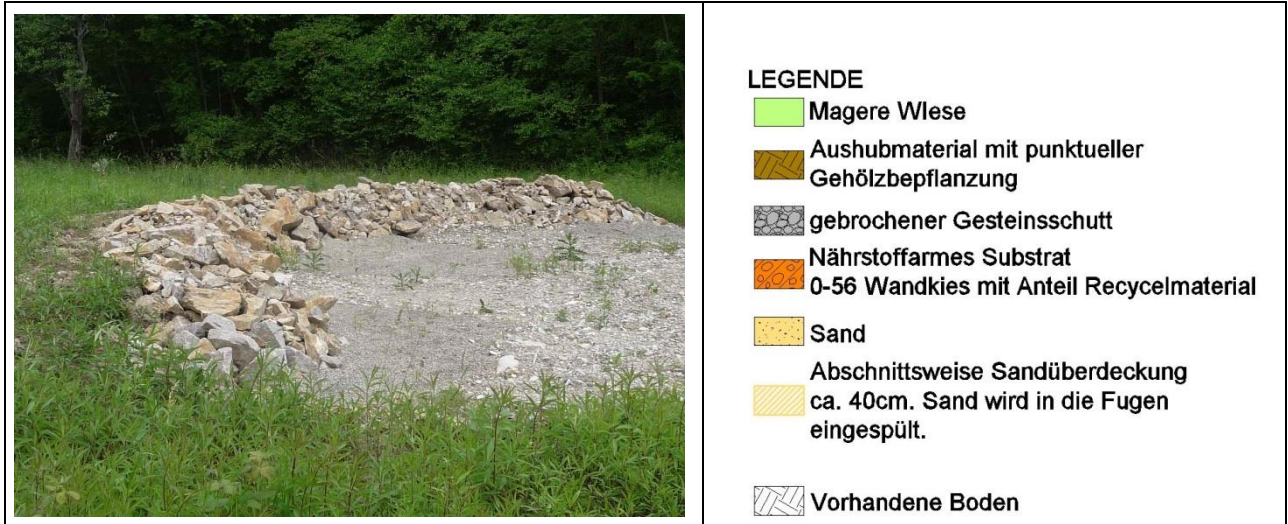 LEGENDE
Magere WIese
Aushubmaterial mit punktueller
Gehölzbepflanzung
gebrochener Gesteinsschutt
Nährstoffarmes Substrat
0-56 Wandkies mit Anteil Recycelmaterial
Sand
Abschnittsweise Sandüberdeckung
ca. 40cm. Sand wird in die Fugen
eingespült.
Vorhandene Boden